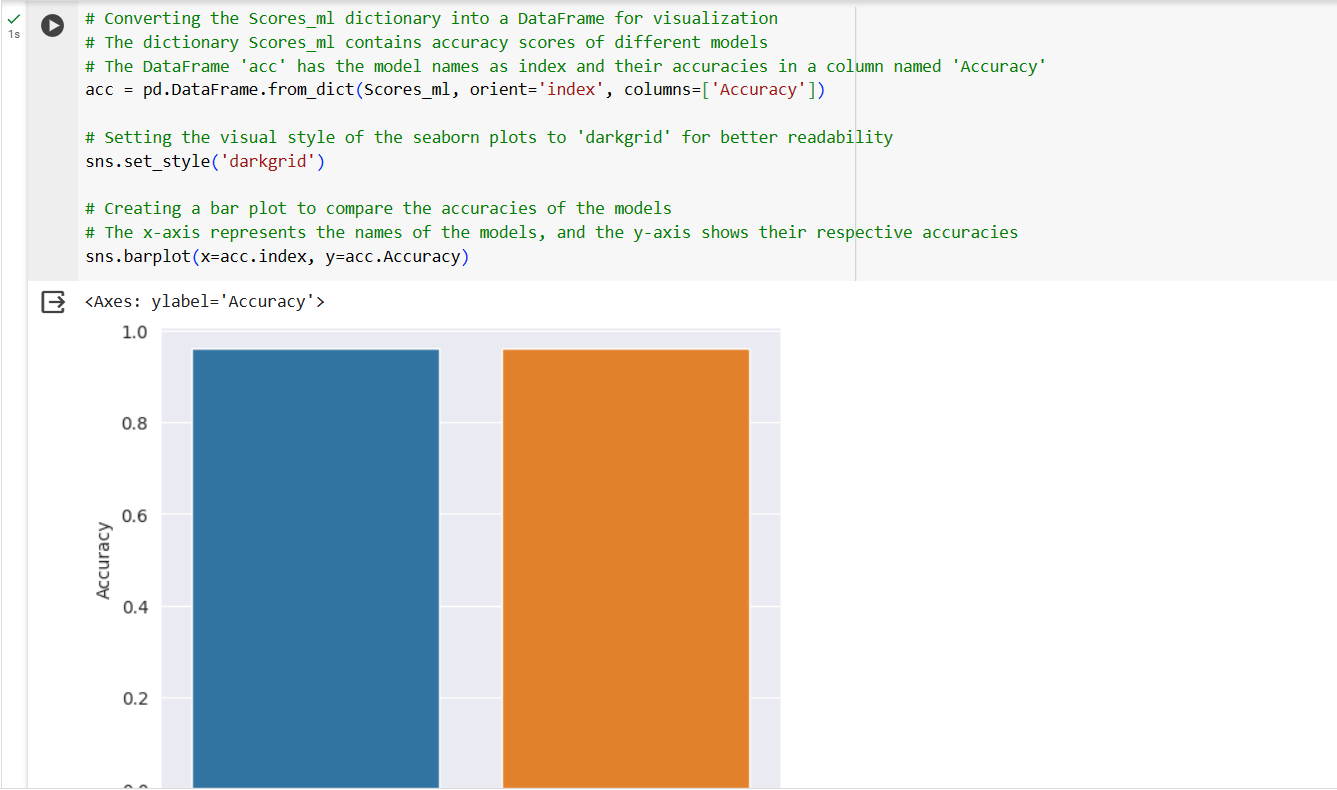 1s
# Converting the Scores_ml dictionary into a DataFrame for visualization
# The dictionary Scores_ml contains accuracy scores of different models
# The DataFrame 'acc' has the model names as index and their accuracies in a column named 'Accuracy'
acc = pd.DataFrame.from_dict(Scores_ml, orient='index', columns=['Accuracy'])
# Setting the visual style of the seaborn plots to 'darkgrid' for better readability
sns.set_style('darkgrid')
# Creating a bar plot to compare the accuracies of the models
# The x-axis represents the names of the models, and the y-axis shows their respective accuracies
sns.barplot(x=acc.index, y=acc.Accuracy)
<Axes: ylabel='Accuracy'>
1.0
0.8
0.6
Accuracy
0.4
0.2